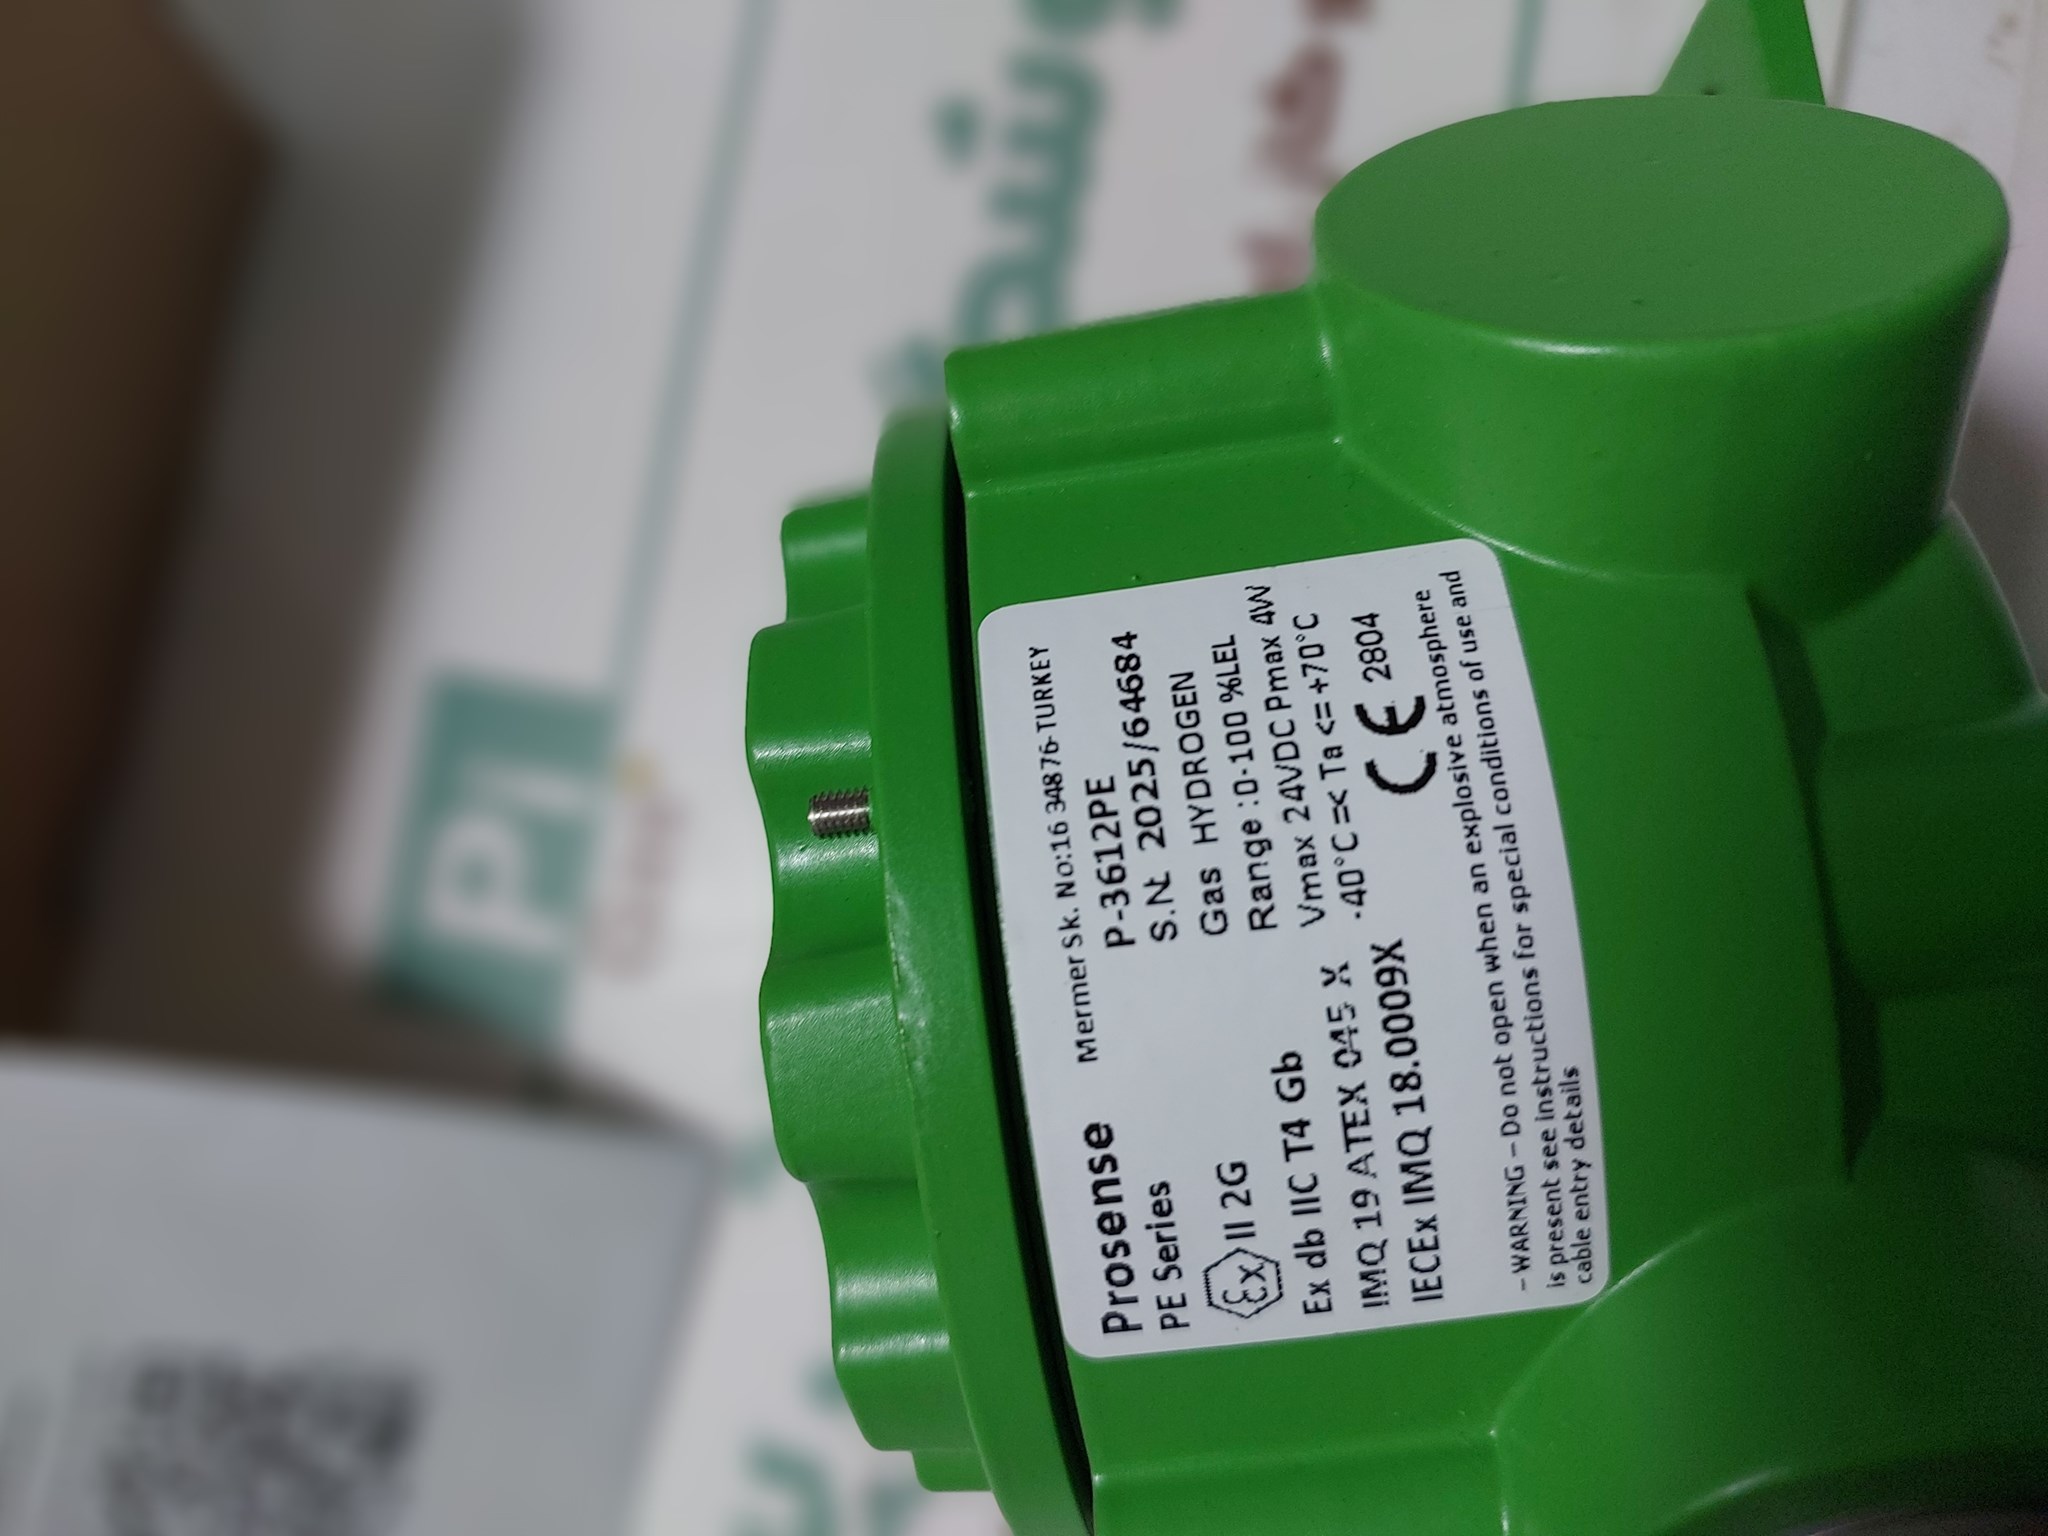 Prosense
Mermer Sk. No:16 34876-TURKEY
PE Series
P-3612PE
S.N: 2025/64684
Ex II 2G
Gas HYDROGEN
Ex db IIC T4 Gb
Range :0-100 %LEL
IMQ 19 ATEX 045 X
Vmax 24VDC Pmax 4W
IECEx IMQ 18.0009X
-40°C =< Ta <= +70°C
CE 2804
-WARNING – Do not open when an explosive atmosphere
is present see instructions for special conditions of use and
cable entry details